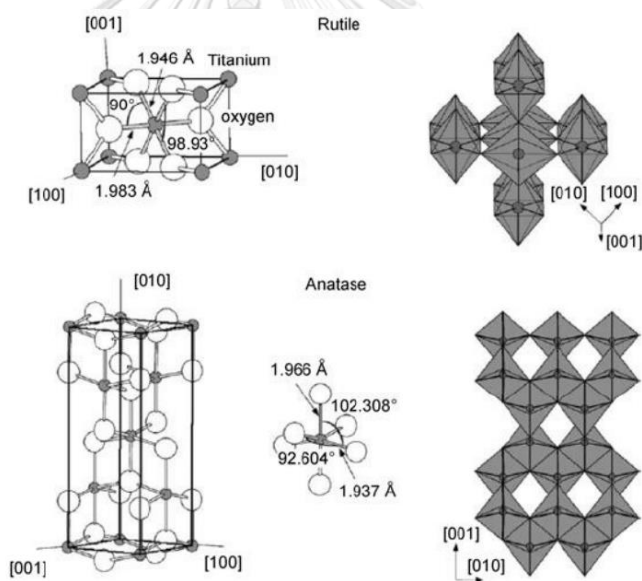 [001]
Rutile
1.946 Å
Titanium
90°
oxygen
98.93°
[010]
1.983 Å
[100]
[010]
[100]
[001]
[010]
Anatase
1.966 Å
102.308°
92.604°
1.937 Å
[001]
[100]
[001]
[010]